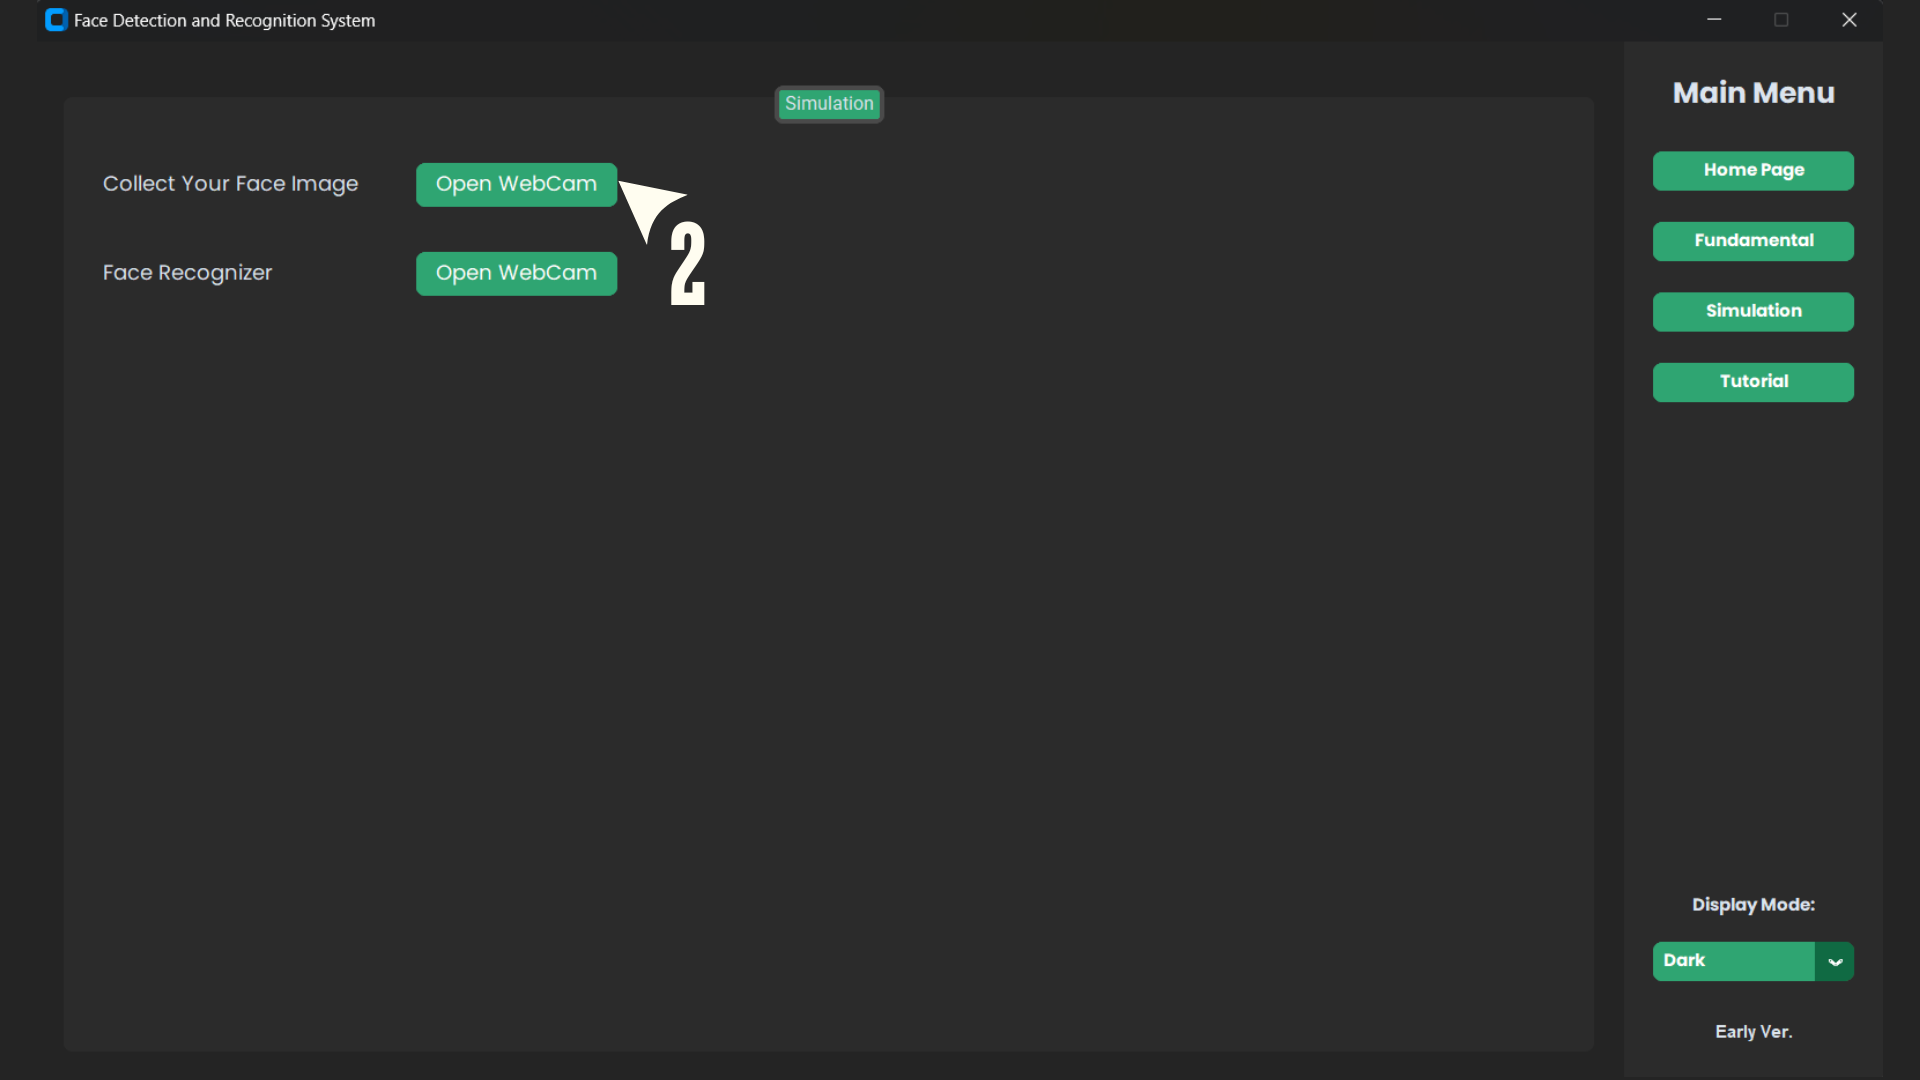 Face Detection and Recognition System
Simulation
Collect Your Face Image
Open WebCam
2
Face Recognizer
Open WebCam
Main Menu
Home Page
Fundamental
Simulation
Tutorial
Display Mode:
Dark
Early Ver.